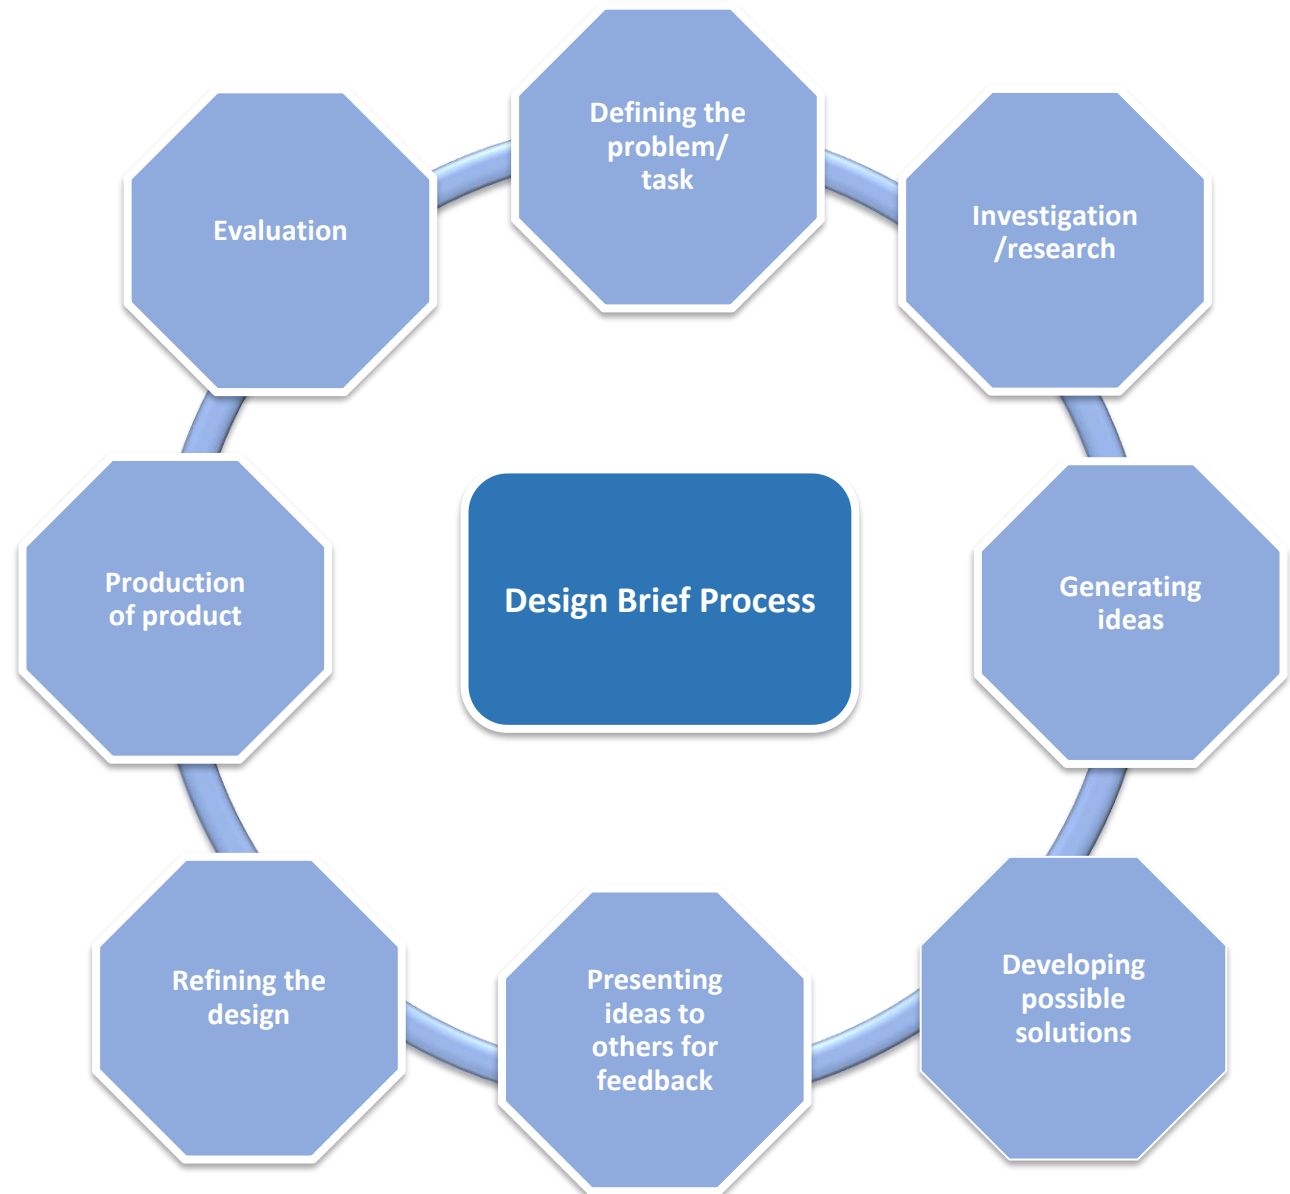 Defining the
problem/
task
Investigation
/research
Generating
ideas
Developing
possible
solutions
Presenting
ideas to
others for
feedback
Refining the
design
Production
of product
Evaluation
Design Brief Process